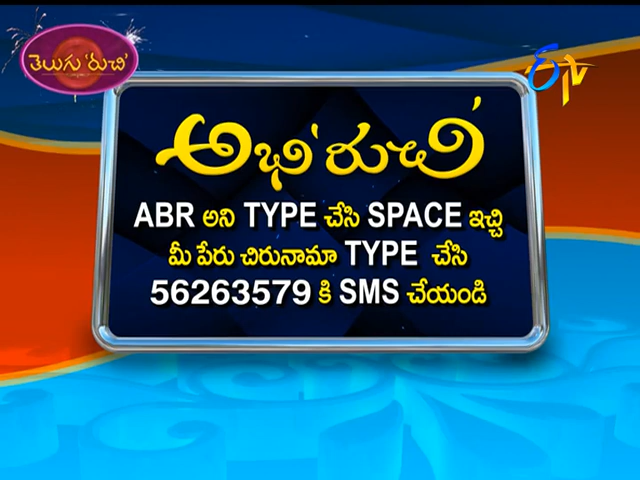 తెలుగు 'రుచి'
ETV
అభి'రుచి'
ABR అని TYPE చేసి SPACE ఇచ్చి
మీ పేరు చిరునామా TYPE చేసి
56263579 కి SMS చేయండి